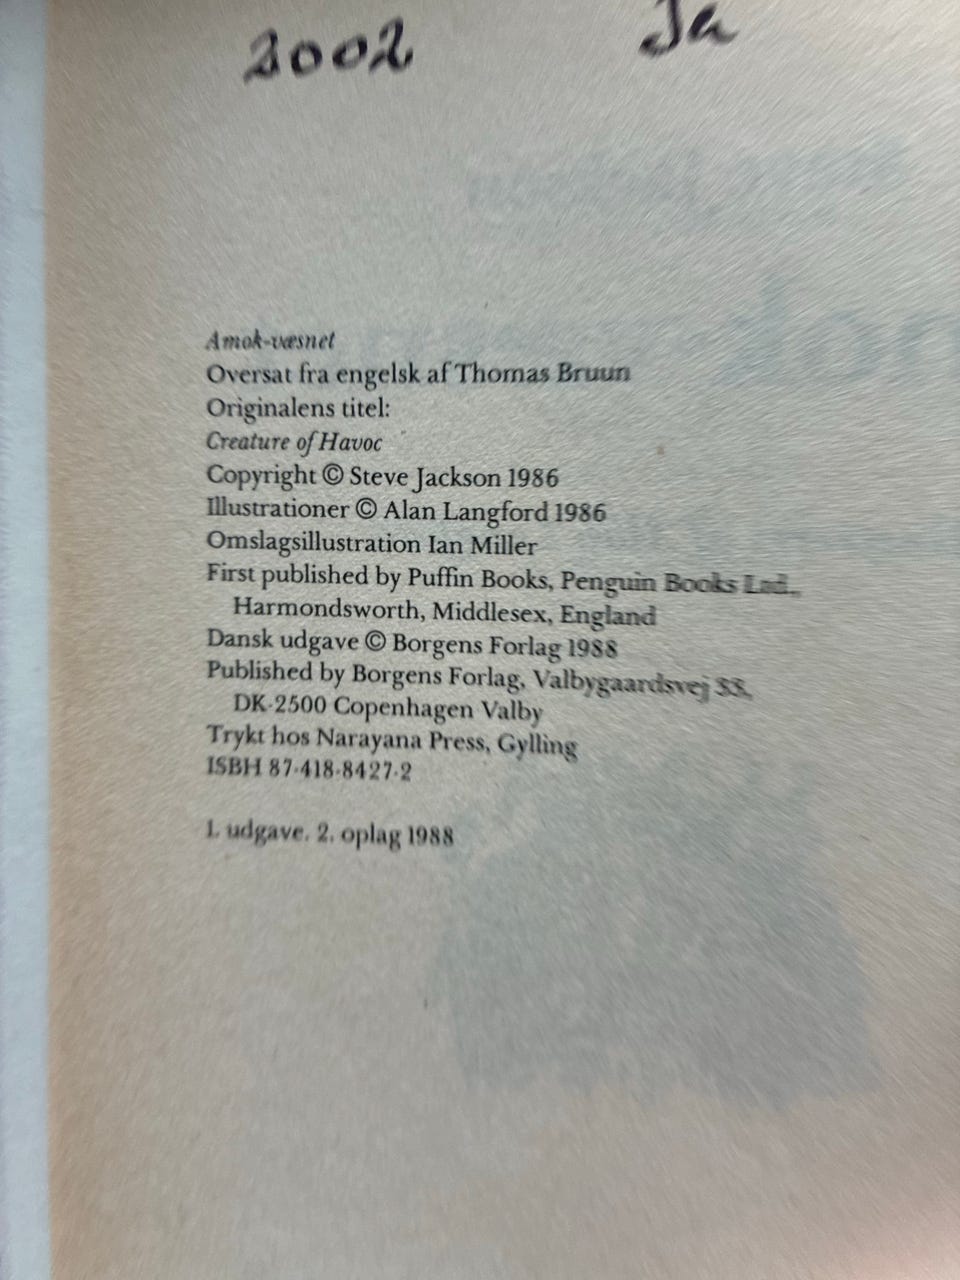 2002 Ja
Amok-væsnet
Oversat fra engelsk af Thomas Bruun
Originalens titel:
Creature of Havoc
Copyright © Steve Jackson 1986
Illustrationer © Alan Langford 1986
Omslagsillustration Ian Miller
First published by Puffin Books, Penguin Books Ltd.,
Harmondsworth, Middlesex, England
Dansk udgave © Borgens Forlag 1988
Published by Borgens Forlag, Valbygaardsvej 33,
DK-2500 Copenhagen Valby
Trykt hos Narayana Press, Gylling
ISBH 87-418-8427-2
1. udgave. 2. oplag 1988